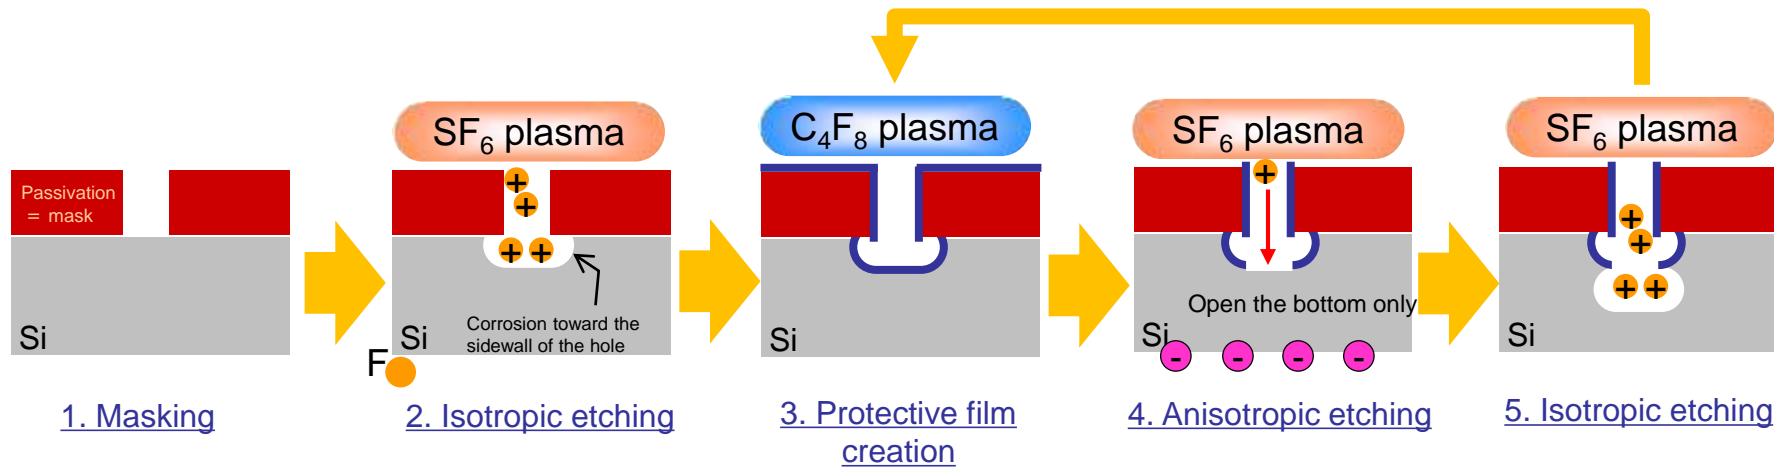 SF6 plasma
C4F8 plasma
SF6 plasma
SF6 plasma
Passivation
= mask
+
+
+
+
+
+
+
+
+
Open the bottom only
Corrosion toward the
sidewall of the hole
Si
Si
Si
Si
Si
F
-
-
-
-
1. Masking
2. Isotropic etching
3. Protective film
creation
4. Anisotropic etching
5. Isotropic etching